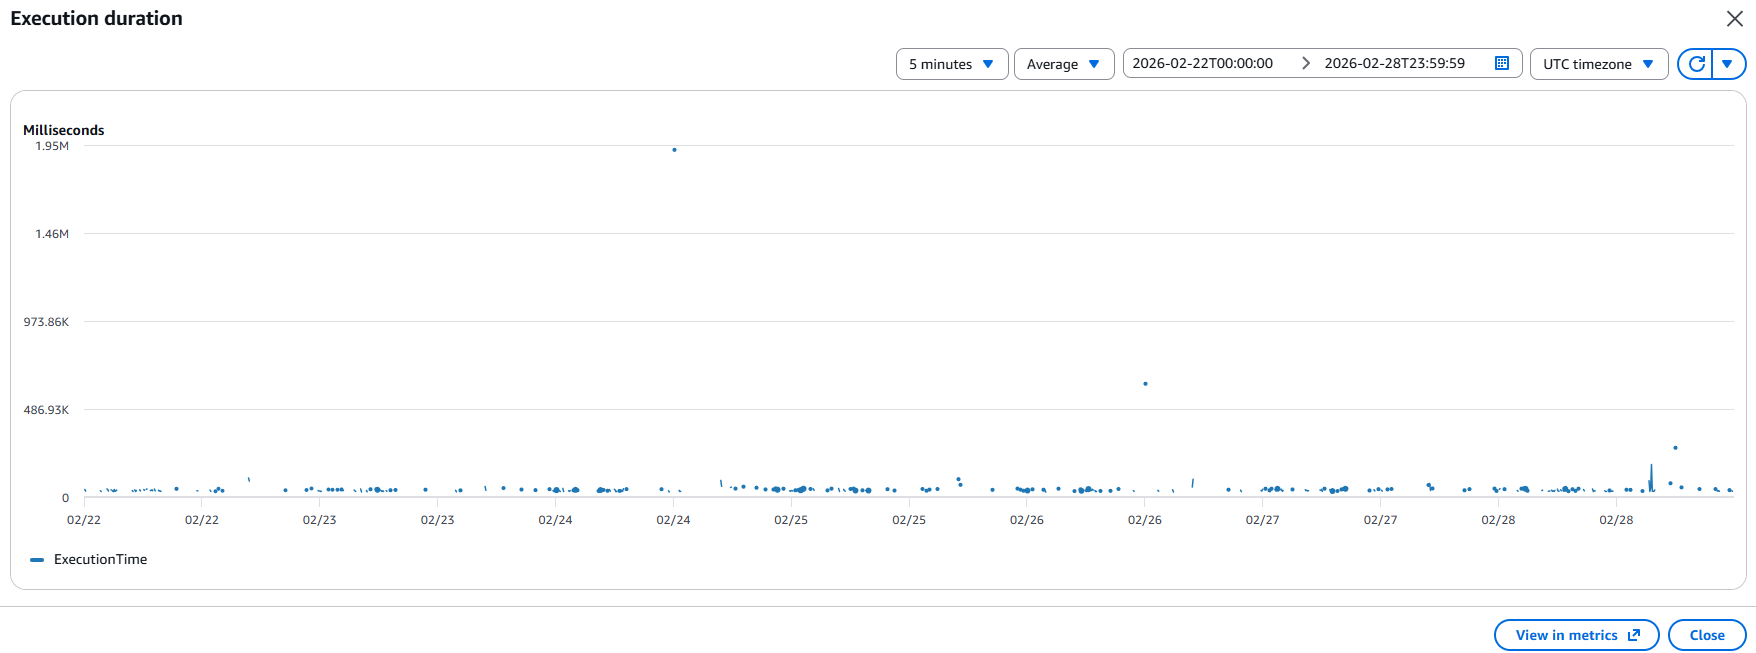 Execution duration
5 minutes Average 2026-02-22T00:00:00 2026-02-28T23:59:59 UTC timezone
Milliseconds
1.95M
1.46M
973.86K
486.93K
0
02/22 02/22 02/23 02/23 02/24 02/24 02/25 02/25 02/26 02/26 02/27 02/27 02/28 02/28
ExecutionTime
View in metrics Close